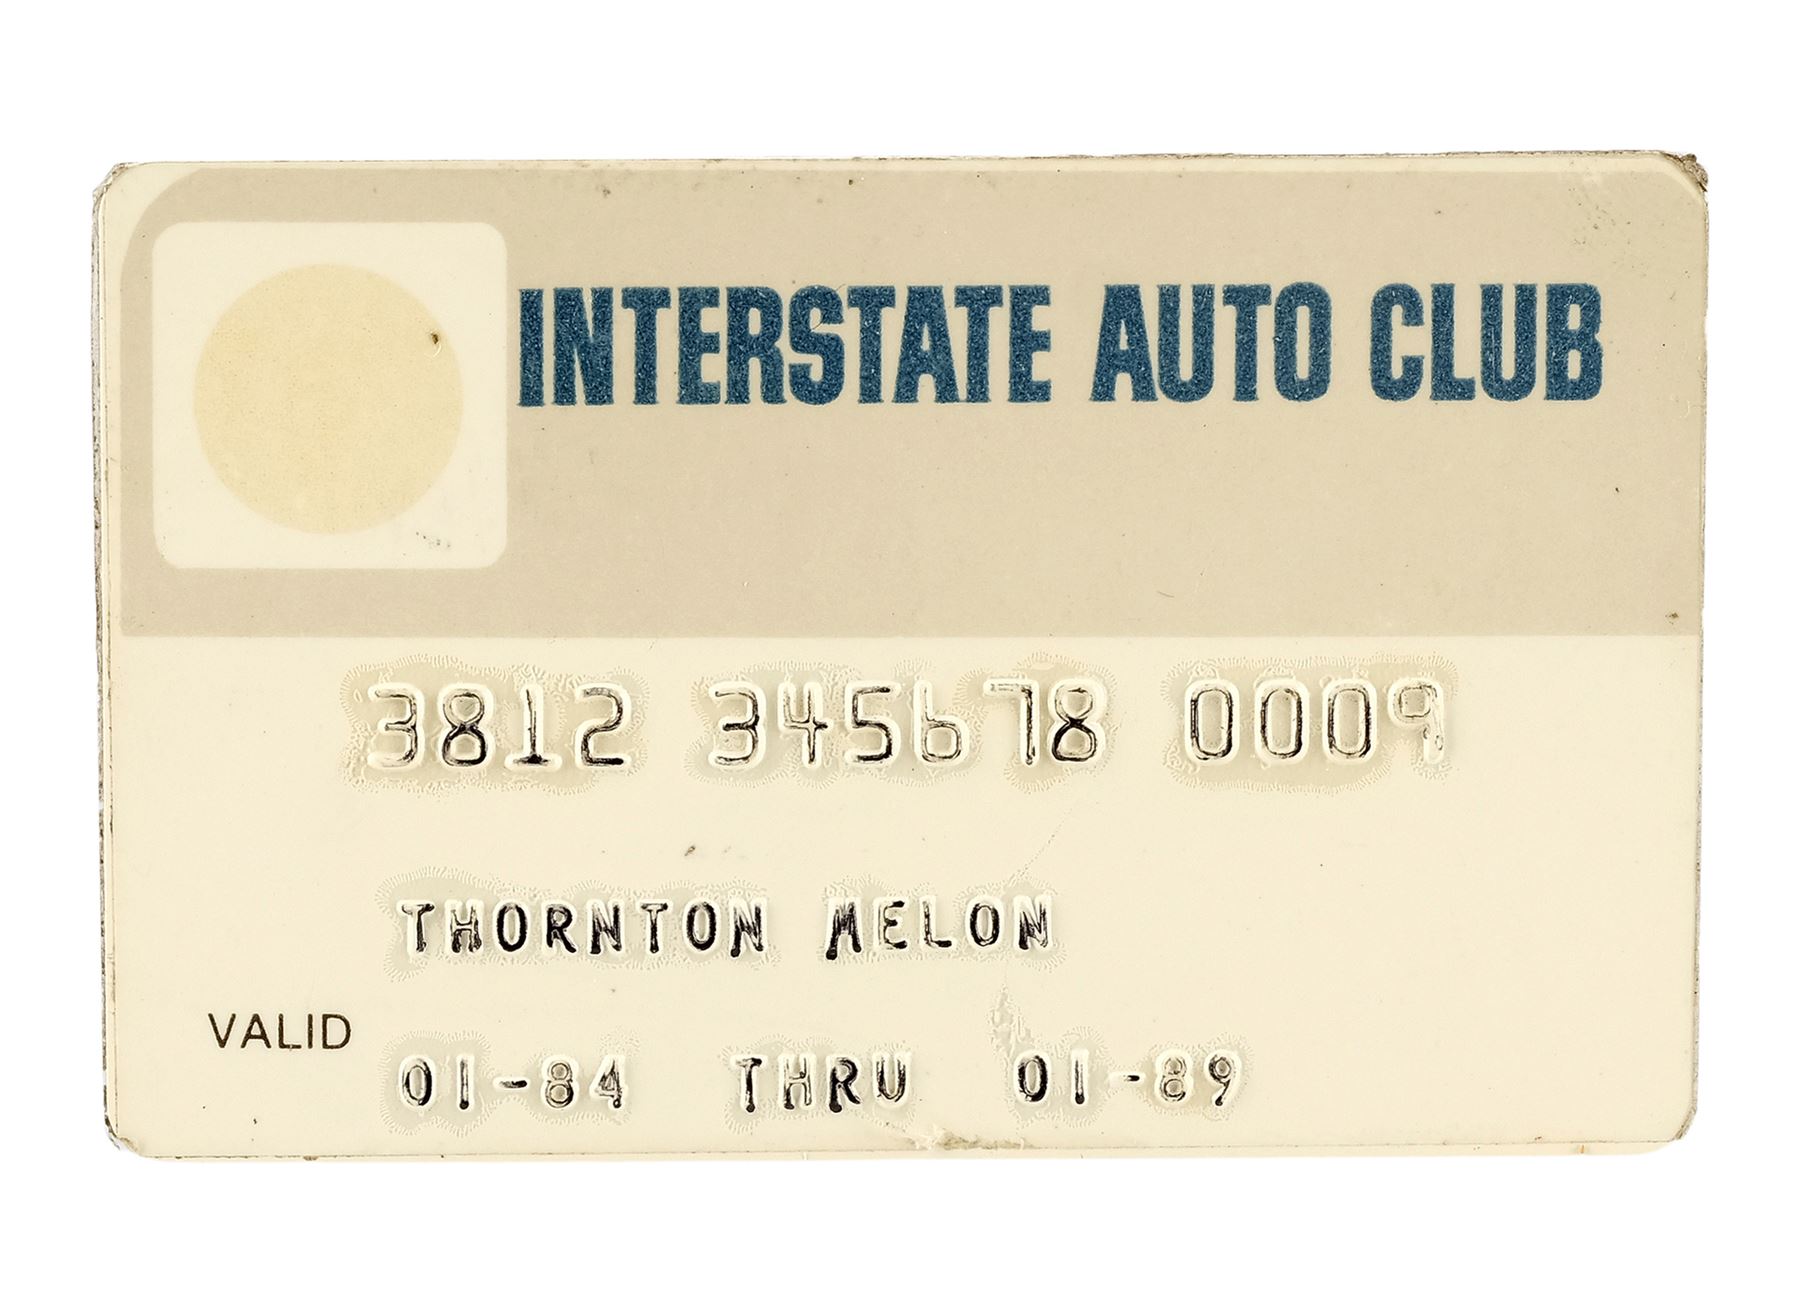 INTERSTATE AUTO CLUB
3812 345678 0009
THORNTON MELON
VALID
01-84 THRU 01-89